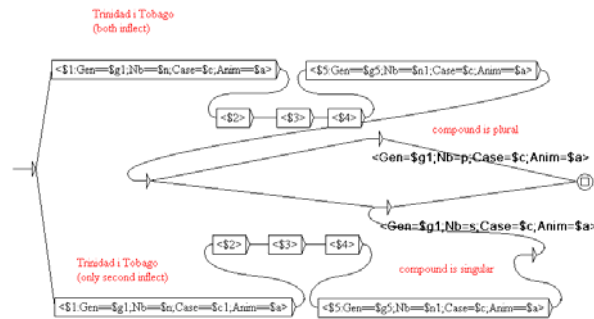 Trinidad i Tobago
(both inflect)
<$1:Gen==$g1;Nb==$n;Case=$c;Anim==$a>
<$5:Gen==$g5;Nb==$n1;Case=$c;Anim==$a>
<$2>
<$3>
<$4>
compound is plural
<Gen=$g1;Nb=p;Case=$c;Anim=$a>
<Gen=$g1;Nb=s;Case=$c;Anim=$a>
<$2>
<$3>
<$4>
Trinidad i Tobago
(only second inflect)
compound is singular
<$1:Gen==$g1;Nb==$n;Case==$c1,Anim==$a>
<$5:Gen==$g5;Nb==$n1;Case=$c;Anim==$a>